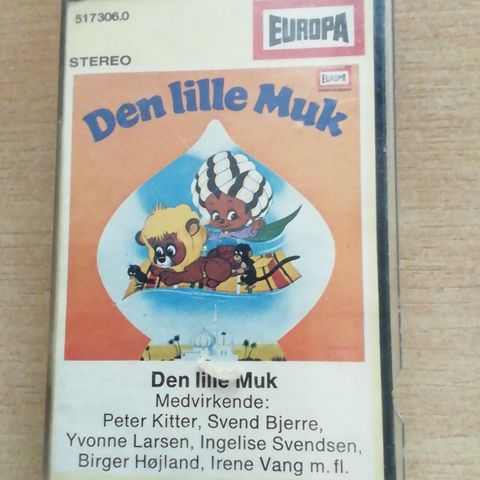 517306.0
EUROPA
STEREO
EUROPA
Den lille Muk
Den lille Muk
Medvirkende:
Peter Kitter, Svend Bjerre,
Yvonne Larsen, Ingelise Svendsen,
Birger Højland, Irene Vang m. fl.